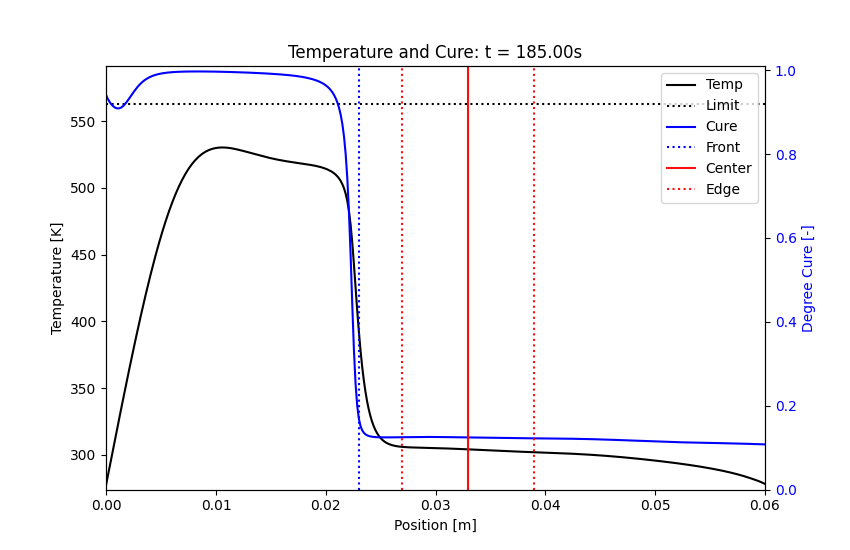 Temperature and Cure: t = 185.00s
Temp
Limit
Cure
Front
Center
Edge
Temperature [K]
550
500
450
400
350
300
1.0
0.8
0.6
0.4
0.2
0.0
Degree Cure [-]
0.00 0.01 0.02 0.03 0.04 0.05 0.06
Position [m]